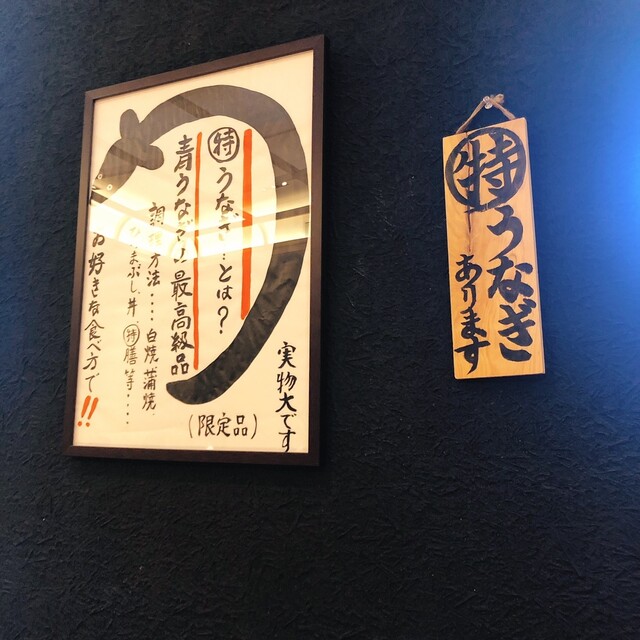 実物大です
㊕うなぎ…とは？
青うなぎの最高級品
(限定品)
調理方法‥‥白焼、蒲焼、
ひつまぶし、丼、㊕膳等‥‥
お好きな食べ方で!!
㊕うなぎ
あります